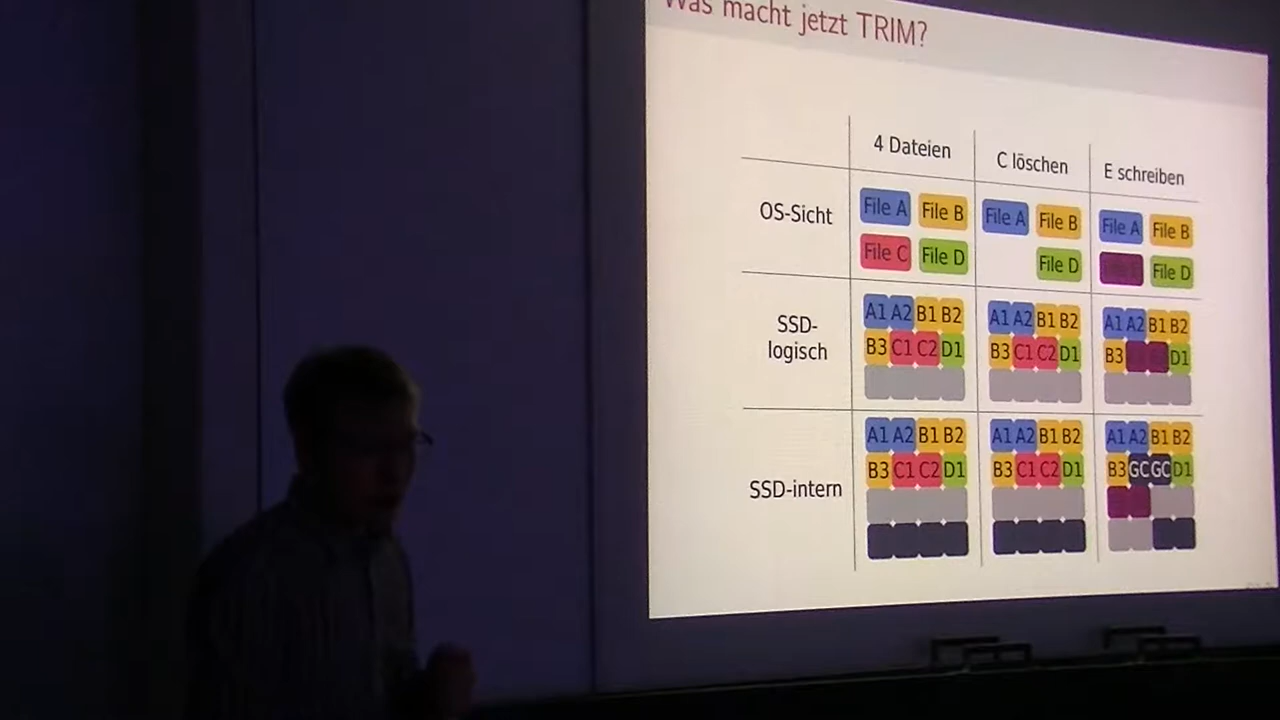 Was macht jetzt TRIM?
4 Dateien C löschen E schreiben
OS-Sicht File A File B File A File B File A File B
File C File D File D File D
SSD-
logisch
A1 A2 B1 B2 A1 A2 B1 B2 A1 A2 B1 B2
B3 C1 C2 D1 B3 C1 C2 D1 B3 D1
SSD-intern
A1 A2 B1 B2 A1 A2 B1 B2 A1 A2 B1 B2
B3 C1 C2 D1 B3 C1 C2 D1 B3 GC GC D1